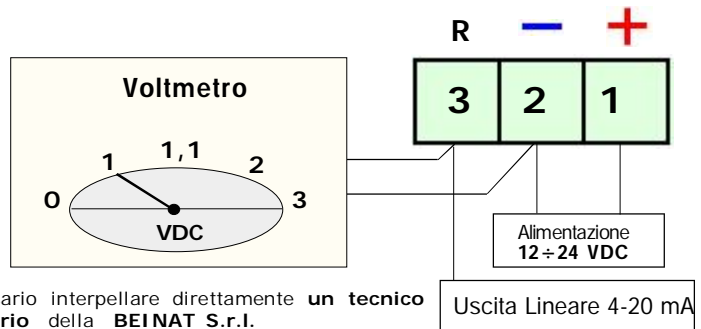 R − +
Voltmetro
3 2 1
0 1 1,1 2 3
VDC
Alimentazione
12÷24 VDC
ario interpellare direttamente un tecnico
rio della BEINAT S.r.l.
Uscita Lineare 4-20 mA